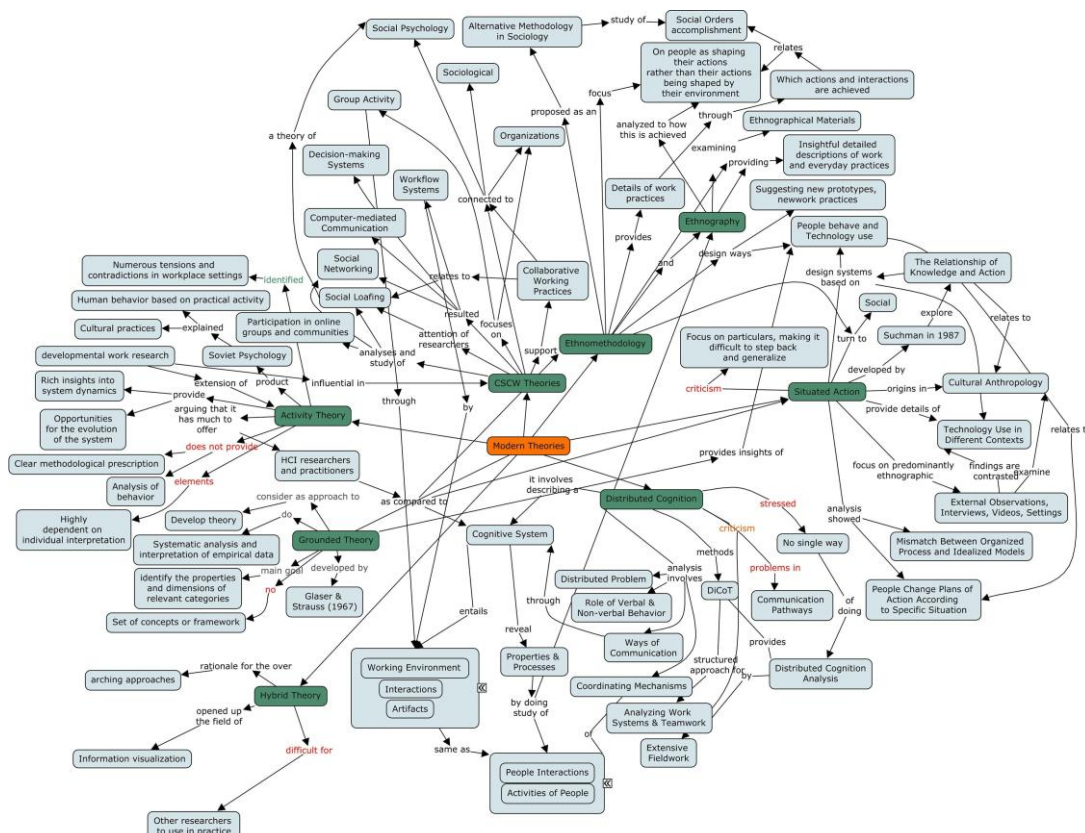 Social Psychology
Alternative Methodology
in Sociology
study of
Social Orders
accomplishment
relates
On people as shaping
their actions
rather than their actions
being shaped by
their environment
Which actions and interactions
are achieved
Sociological
focus
Group Activity
proposed as an
through
analyzed to how
this is achieved
Ethnographical Materials
a theory of
Organizations
examining
Insightful detailed
descriptions of work
and everyday practices
providing
Decision-making
Systems
Workflow
Systems
connected to
Details of work
practices
Suggesting new prototypes,
newwork practices
Computer-mediated
Communication
Ethnography
People behave and
Technology use
provides
design ways
and
Social
Networking
Numerous tensions and
contradictions in workplace settings
identified
relates to
Collaborative
Working
Practices
design systems
based on
The Relationship of
Knowledge and Action
Human behavior based on practical activity
Social Loafing
Social
explore
Cultural practices
explained
Participation in online
groups and communities
resulted
focuses
on
attention of
researchers
Ethnomethodology
turn to
Suchman in 1987
relates to
Soviet Psychology
analyses and
study of
support
Focus on particulars, making it
difficult to step back
and generalize
developmental work research
extension of
product
influential in
CSCW Theories
criticism
developed by
Situated Action
origins in
Cultural Anthropology
Rich insights into
system dynamics
provide
through
by
Opportunities
for the evolution
of the system
arguing that it
has much to
offer
Activity Theory
provide details of
Technology Use in
Different Contexts
relates t
does not provide
Clear methodological prescription
HCI researchers
and practitioners
Modern Theories
provides insights of
focus on predominantly
ethnographic
findings are
contrasted
examine
Analysis of
behavior
elements
it involves
describing a
Distributed Cognition
stressed
External Observations,
Interviews, Videos, Settings
Highly
dependent on
individual interpretation
consider as approach to
as compared to
Develop theory
do
analysis
showed
Systematic analysis and
interpretation of empirical data
Grounded Theory
Cognitive System
criticism
No single way
Mismatch Between Organized
Process and Idealized Models
methods
main goal
developed by
identify the properties
and dimensions of
relevant categories
no
analysis
involves
Distributed Problem
problems in
People Change Plans of
Action According
to Specific Situation
Glaser &
Strauss (1967)
DiCoT
Role of Verbal &
Non-verbal Behavior
Communication
Pathways
Set of concepts or framework
entails
through
of
doing
reveal
Ways of
Communication
structured
approach for
provides
Working Environment
Interactions
Artifacts
Properties &
Processes
Distributed Cognition
Analysis
rationale for the over
arching approaches
by
Coordinating Mechanisms
Hybrid Theory
by doing
study of
Analyzing Work
Systems & Teamwork
opened up
the field of
Information visualization
difficult for
same as
of
Extensive
Fieldwork
People Interactions
Activities of People
Other researchers
to use in practice